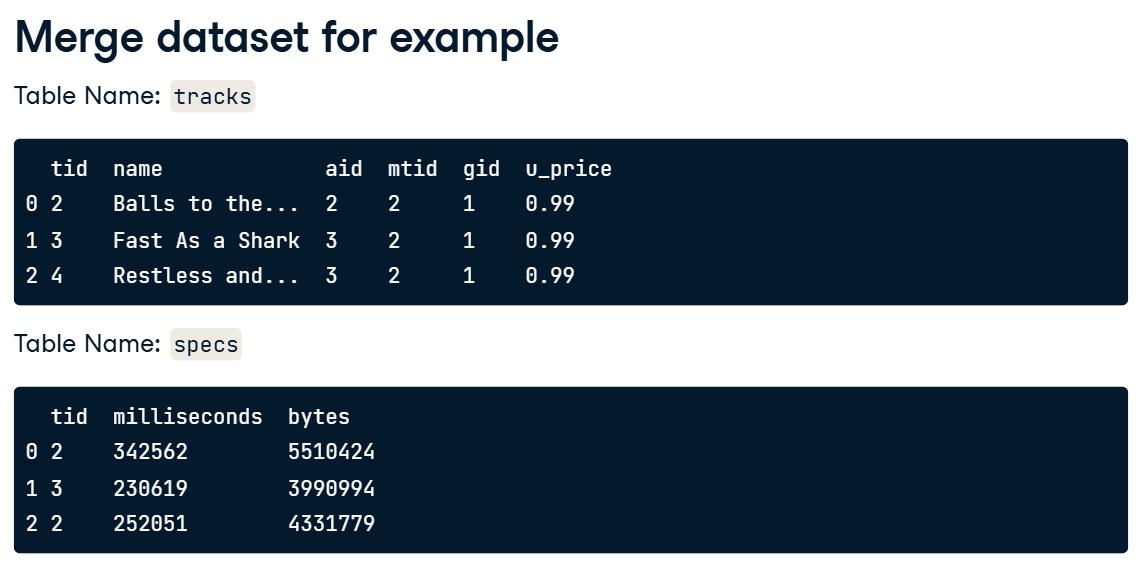 Merge dataset for example
Table Name: tracks
  tid  name             aid  mtid  gid  u_price
0 2    Balls to the...  2    2     1    0.99
1 3    Fast As a Shark  3    2     1    0.99
2 4    Restless and...  3    2     1    0.99
Table Name: specs
  tid  milliseconds  bytes
0 2    342562        5510424
1 3    230619        3990994
2 2    252051        4331779